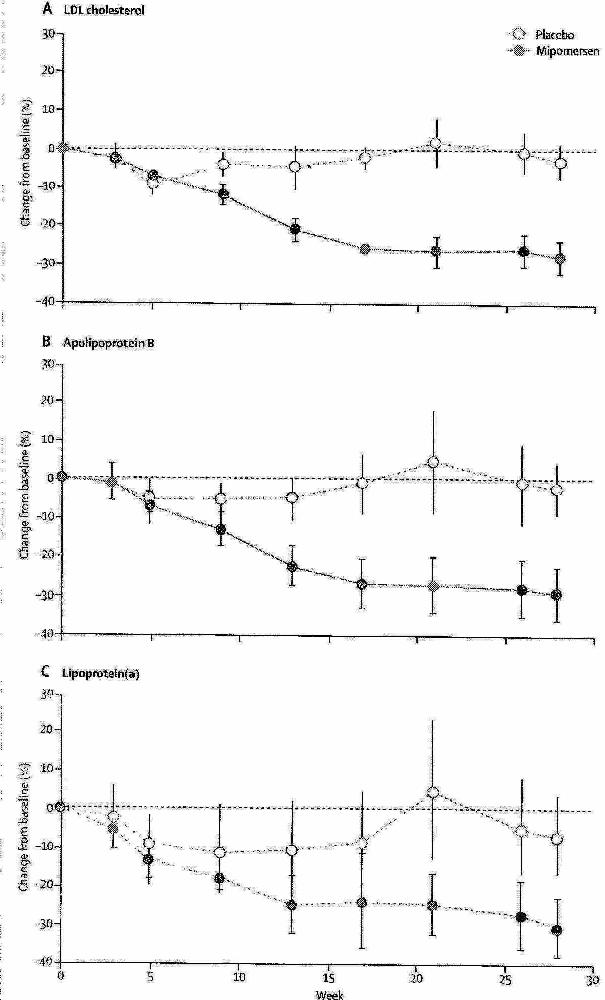 A LDL cholesterol
Placebo
Mipomersen
30
20
10
0
-10
-20
-30
-40
Change from baseline (%)
B Apolipoprotein B
30
20
10
0
-10
-20
-30
-40
Change from baseline (%)
C Lipoprotein(a)
30
20
10
0
-10
-20
-30
-40
Change from baseline (%)
0 5 10 15 20 25 30
Week